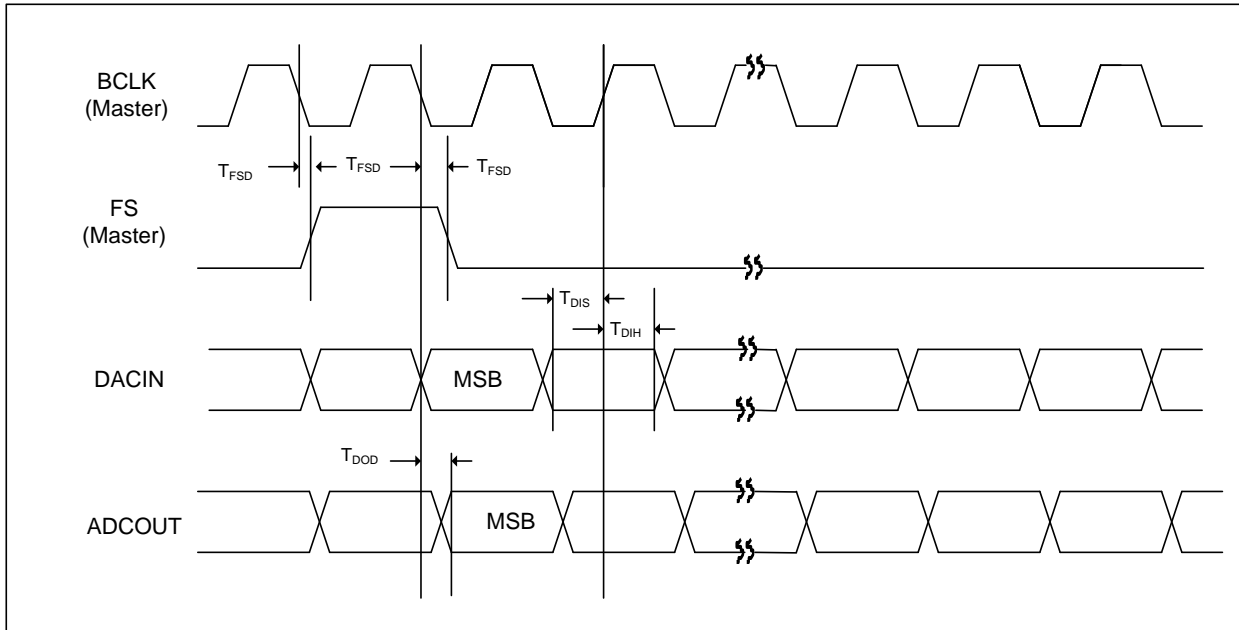 BCLK
(Master)
TFSD TFSD TFSD
FS
(Master)
TDIS
TDIH
DACIN
MSB
TDOD
ADCOUT
MSB